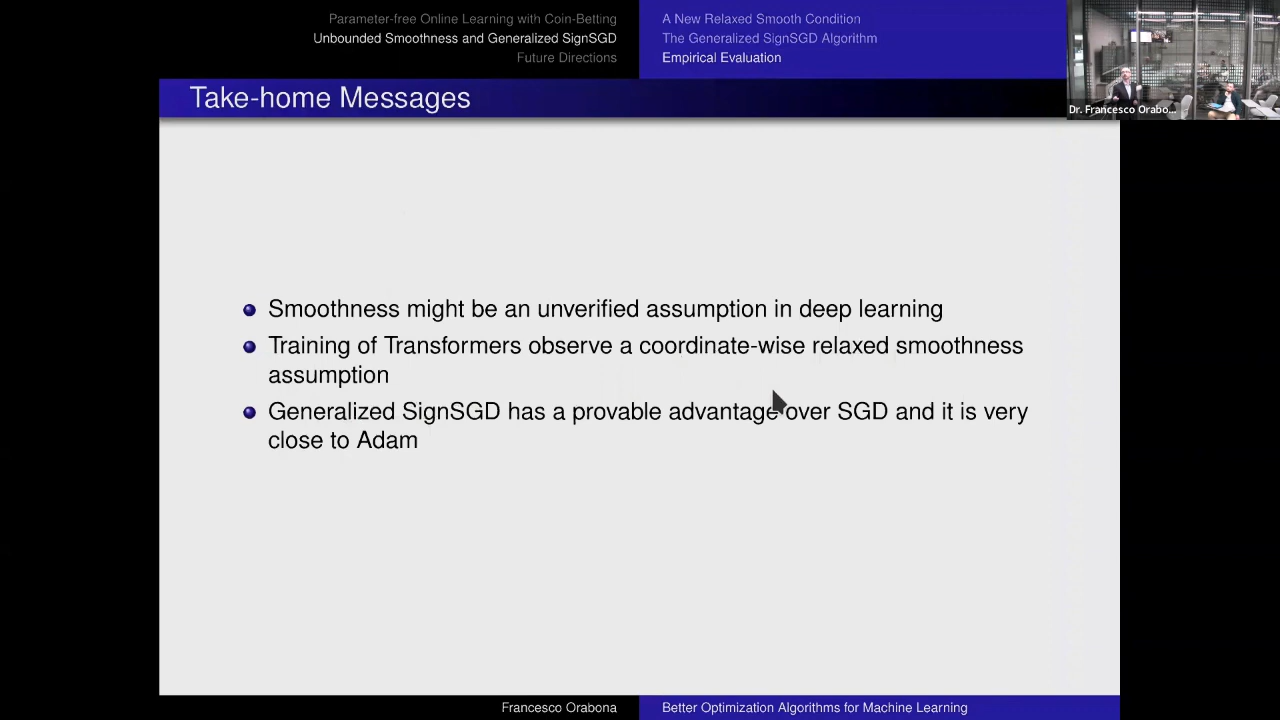 Parameter-free Online Learning with Coin-Betting
Unbounded Smoothness and Generalized SignSGD
Future Directions
A New Relaxed Smooth Condition
The Generalized SignSGD Algorithm
Empirical Evaluation
Dr. Francesco Orabo...
Take-home Messages
Smoothness might be an unverified assumption in deep learning
Training of Transformers observe a coordinate-wise relaxed smoothness
assumption
Generalized SignSGD has a provable advantage over SGD and it is very
close to Adam
Francesco Orabona
Better Optimization Algorithms for Machine Learning